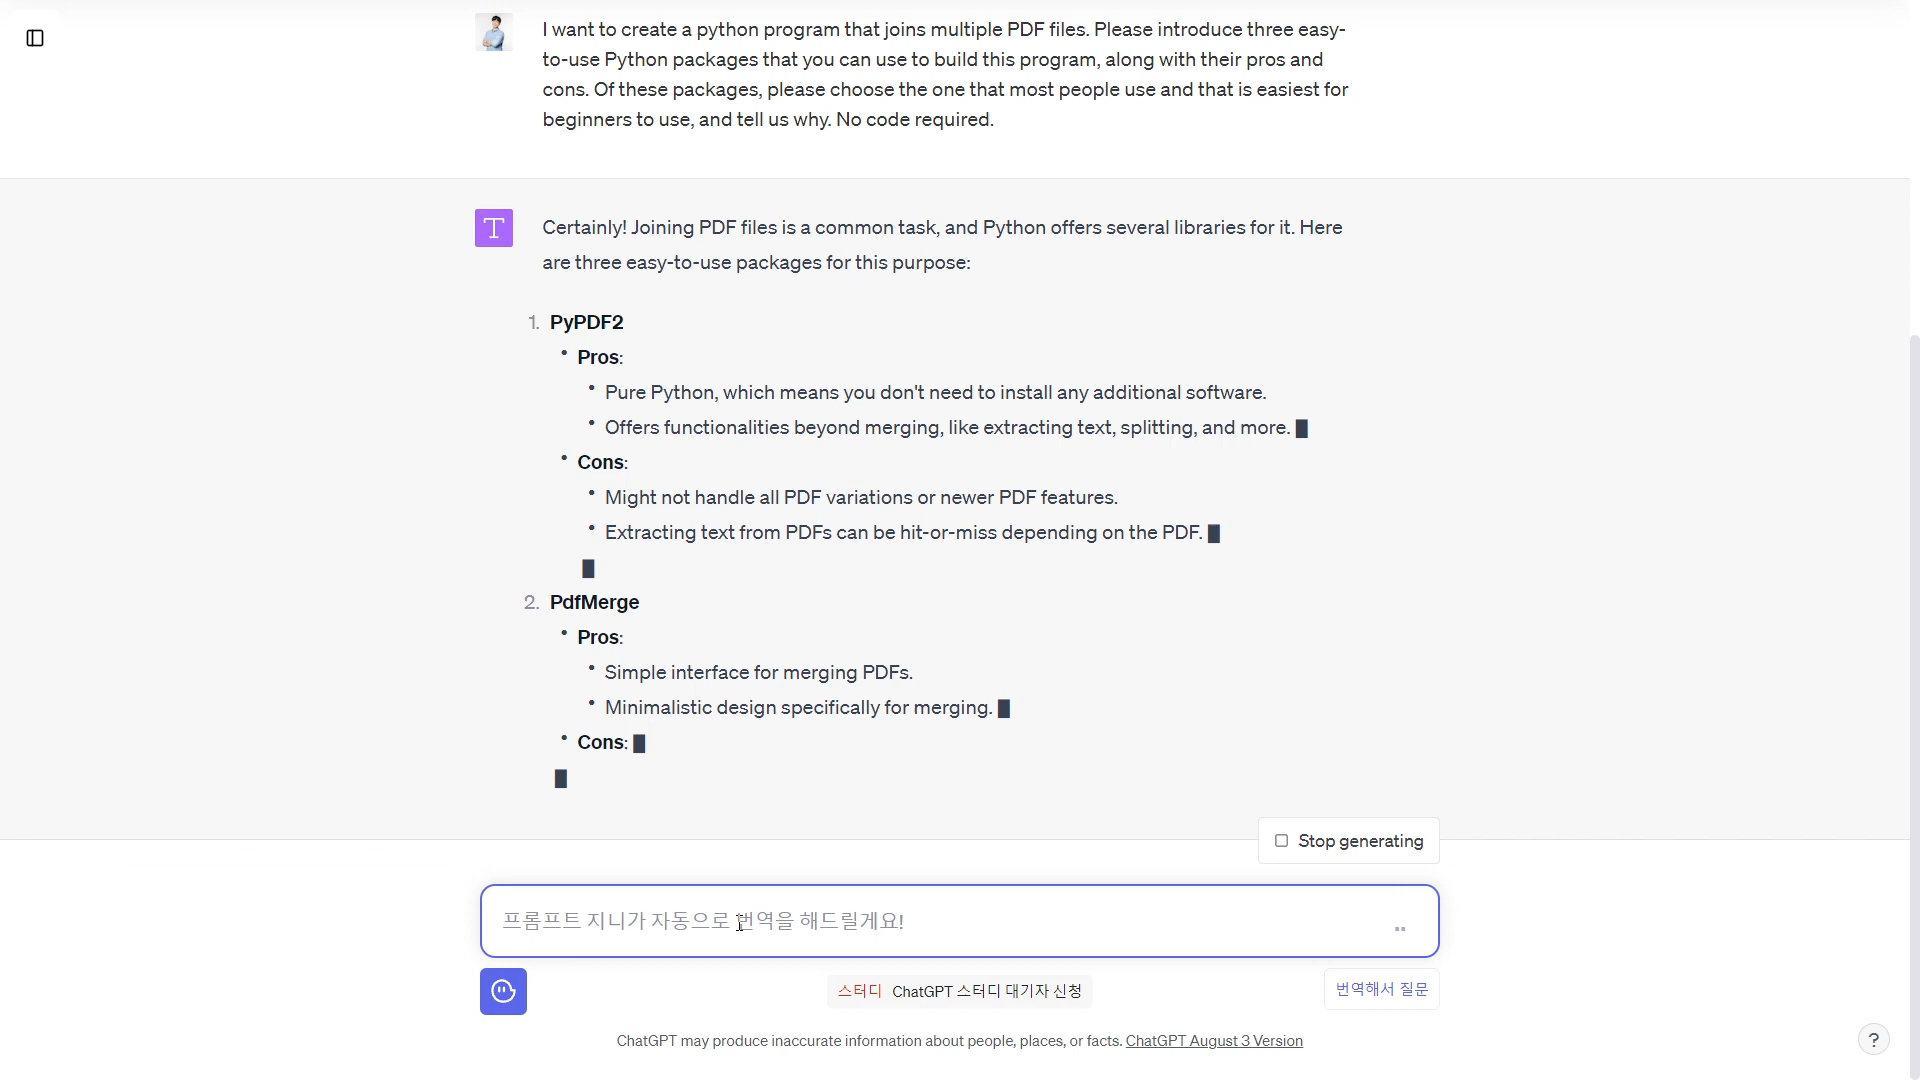 I want to create a python program that joins multiple PDF files. Please introduce three easy-
to-use Python packages that you can use to build this program, along with their pros and
cons. Of these packages, please choose the one that most people use and that is easiest for
beginners to use, and tell us why. No code required.
T
Certainly! Joining PDF files is a common task, and Python offers several libraries for it. Here
are three easy-to-use packages for this purpose:
1. PyPDF2
• Pros:
• Pure Python, which means you don't need to install any additional software.
• Offers functionalities beyond merging, like extracting text, splitting, and more.
• Cons:
• Might not handle all PDF variations or newer PDF features.
• Extracting text from PDFs can be hit-or-miss depending on the PDF.
2. PdfMerge
• Pros:
• Simple interface for merging PDFs.
• Minimalistic design specifically for merging.
• Cons:
Stop generating
프롬프트 지니가 자동으로 번역을 해드릴게요!
스터디 ChatGPT 스터디 대기자 신청
번역해서 질문
ChatGPT may produce inaccurate information about people, places, or facts. ChatGPT August 3 Version
?